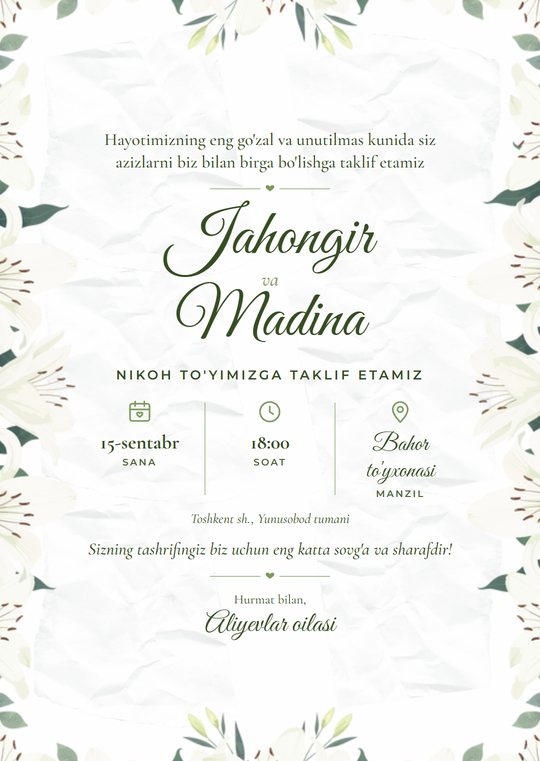 Hayotimizning eng go'zal va unutilmas kunida siz
azizlarni biz bilan birga bo'lishga taklif etamiz
Jahongir
va
Madina
NIKOH TO'YIMIZGA TAKLIF ETAMIZ
15-sentabr
SANA
18:00
SOAT
Bahor
to'yxonasi
MANZIL
Toshkent sh., Yunusobod tumani
Sizning tashrifingiz biz uchun eng katta sovg'a va sharafdir!
Hurmat bilan,
Aliyevlar oilasi